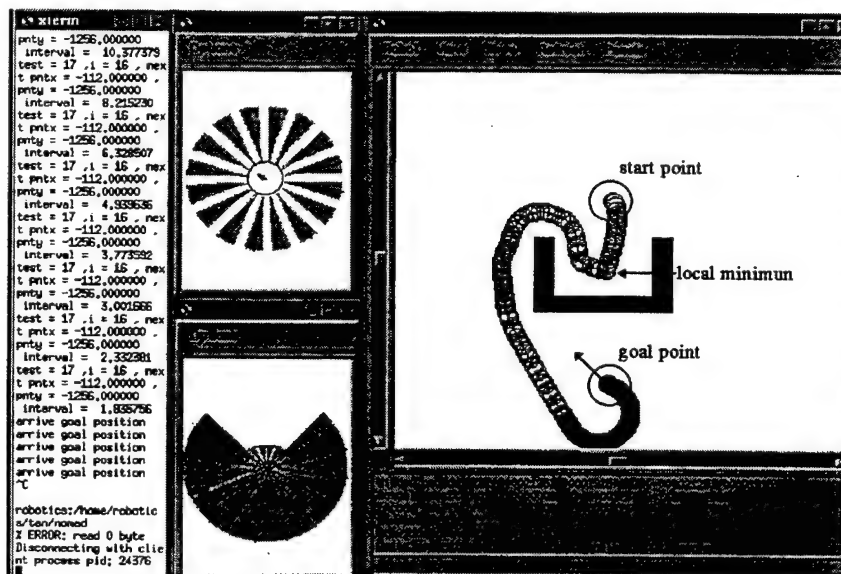 xterm
pnty = -1256.000000
interval = 10.377379
test = 17 ,i = 16 , nex
t pntx = -112.000000 ,
pnty = -1256.000000
interval = 8.215230
test = 17 ,i = 16 , nex
t pntx = -112.000000 ,
pnty = -1256.000000
interval = 6.328507
test = 17 ,i = 16 , nex
t pntx = -112.000000 ,
pnty = -1256.000000
interval = 4.939636
test = 17 ,i = 16 , nex
t pntx = -112.000000 ,
pnty = -1256.000000
interval = 3.773592
test = 17 ,i = 16 , nex
t pntx = -112.000000 ,
pnty = -1256.000000
interval = 3.001666
test = 17 ,i = 16 , nex
t pntx = -112.000000 ,
pnty = -1256.000000
interval = 2.332381
test = 17 ,i = 16 , nex
t pntx = -112.000000 ,
pnty = -1256.000000
interval = 1.835756
arrive goal position
arrive goal position
arrive goal position
arrive goal position
arrive goal position
^C
robotics:/home/robotic
s/tan/nomad
% ERROR: read 0 byte
Disconnecting with clie
nt process pid: 24376
start point
local minimun
goal point